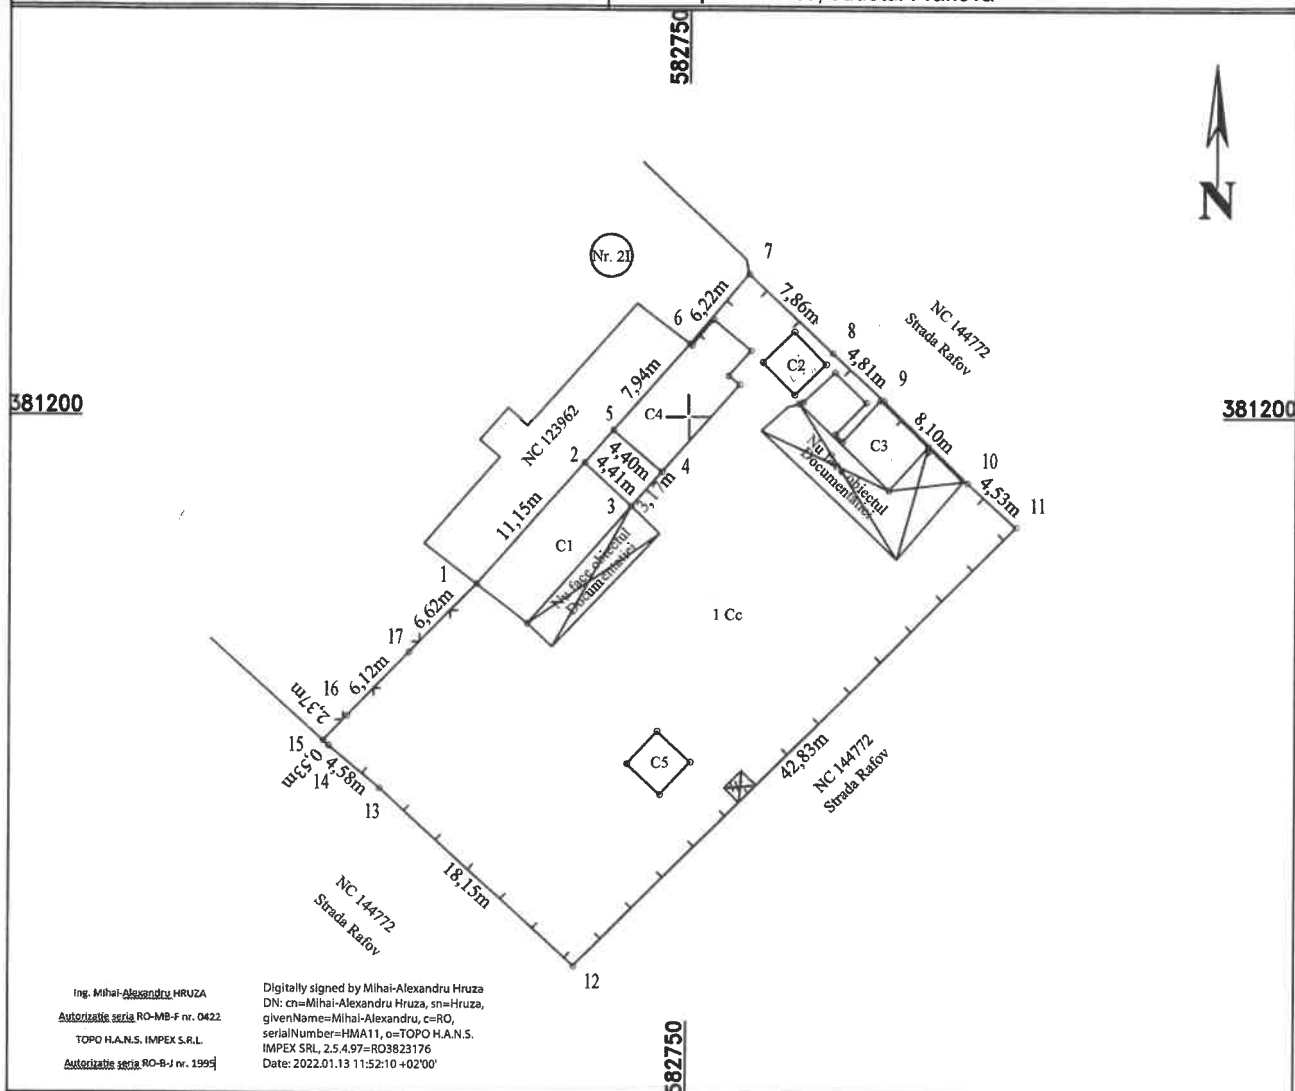 582750
N
7
Nr. 2I
7,86m
NC 144772
Strada Rafov
6
6,22m
8
4,81m
9
C2
7,94m
381200
381200
C4
5
8,10m
NC 123962
C3
2
4,40m
4,41m
4
10
Nu face obiectul
Documentatiei
4,53m
11
3
3,17m
11,15m
C1
Nu face obiectul
Documentatiei
1
1 Cc
6,62m
17
6,12m
16
2,37m
15
0,53m
14
4,58m
13
C5
42,83m
NC 144772
Strada Rafov
18,15m
NC 144772
Strada Rafov
12
Ing. Mihai-Alexandru HRUZA
Autorizatie seria RO-MB-F nr. 0422
TOPO H.A.N.S. IMPEX S.R.L.
Autorizatie seria RO-B-J nr. 1995
Digitally signed by Mihai-Alexandru Hruza
DN: cn=Mihai-Alexandru Hruza, sn=Hruza,
givenName=Mihai-Alexandru, c=RO,
serialNumber=HMA11, o=TOPO H.A.N.S.
IMPEX SRL, 2.5.4.97=RO3823176
Date: 2022.01.13 11:52:10 +02'00'
582750